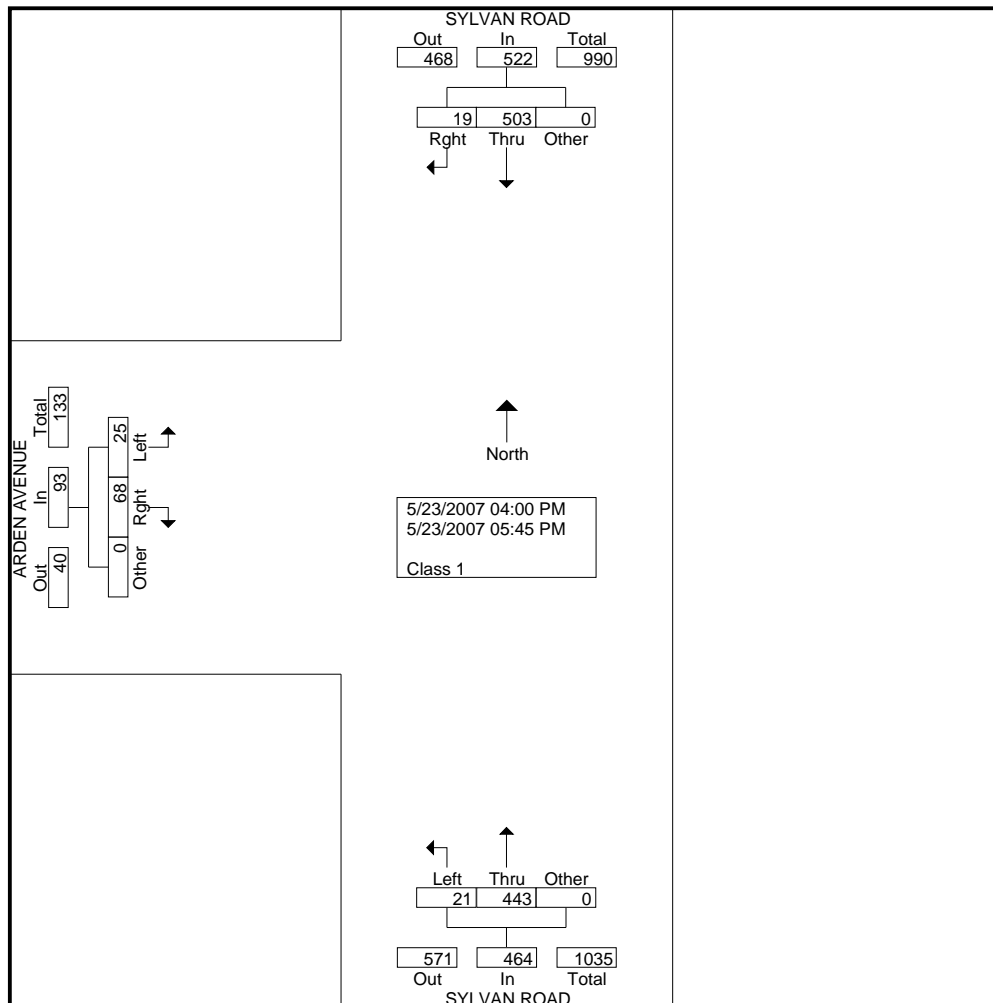 SYLVAN ROAD
Out In Total
468 522 990
19 503 0
Rght Thru Other
ARDEN AVENUE
Out In Total
40 93 133
0 68 25
Other Rght Left
North
5/23/2007 04:00 PM
5/23/2007 05:45 PM
Class 1
Left Thru Other
21 443 0
571 464 1035
Out In Total
SYLVAN ROAD